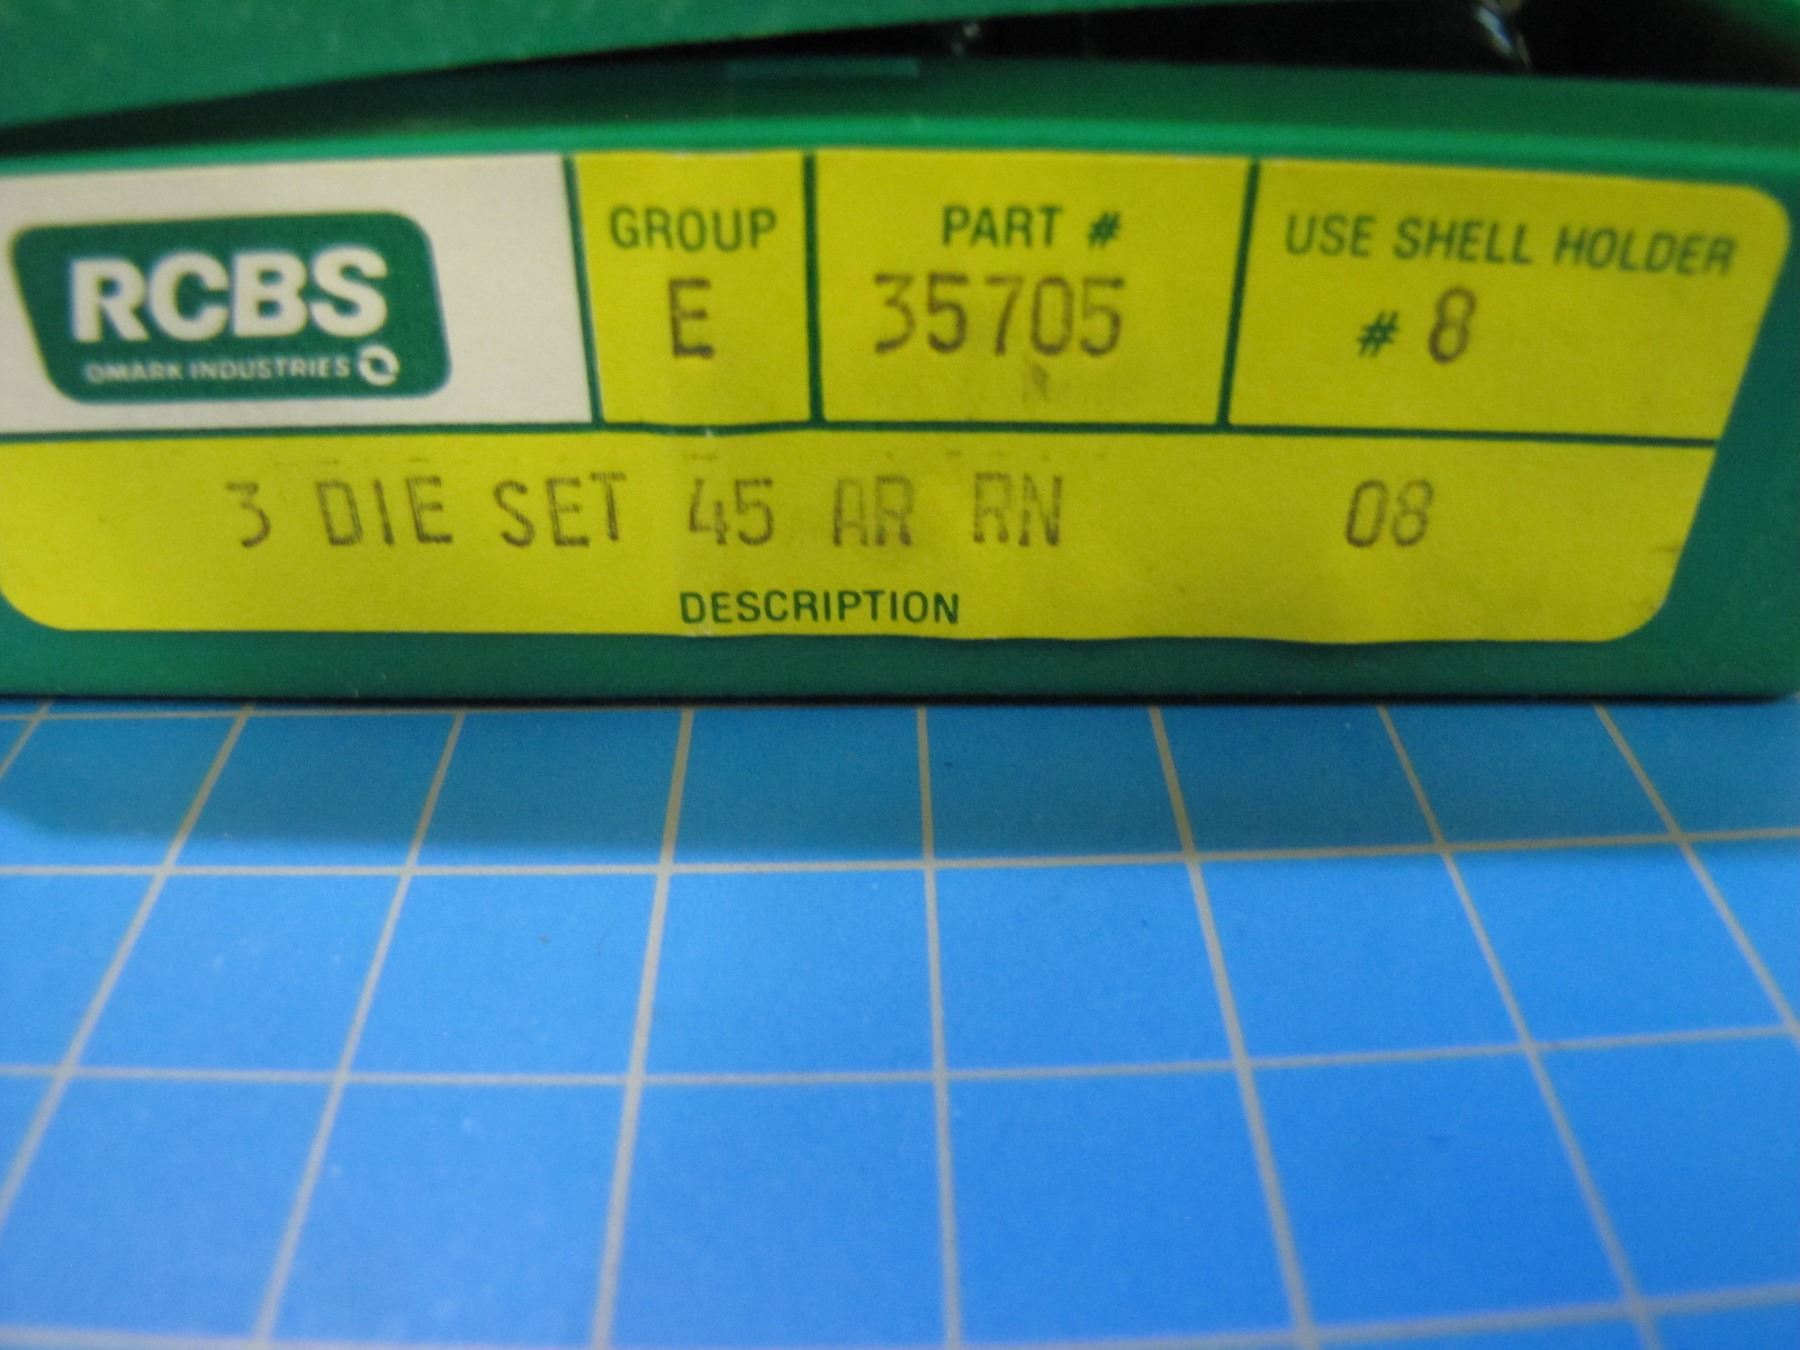 RCBS
OMARK INDUSTRIES
GROUP
E
PART #
35705
USE SHELL HOLDER
# 8
3 DIE SET 45 AR RN 08
DESCRIPTION